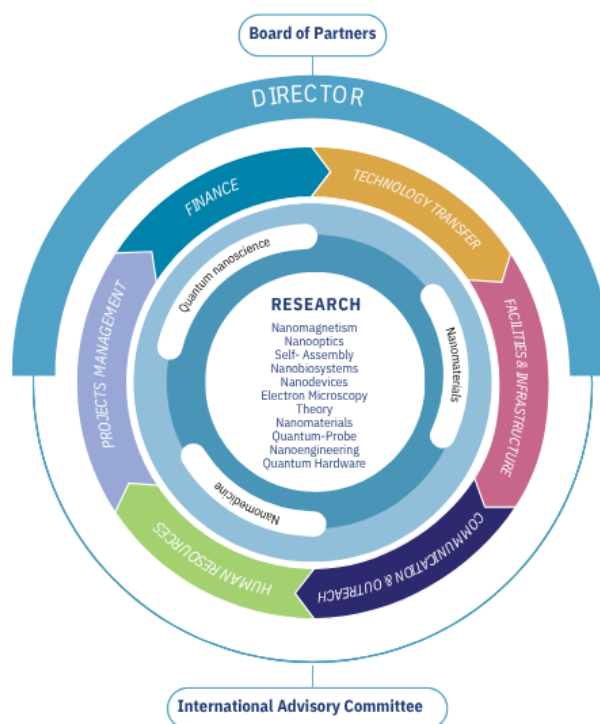 Board of Partners
DIRECTOR
FINANCE
TECHNOLOGY TRANSFER
PROJECTS MANAGEMENT
FACILITIES & INFRASTRUCTURE
HUMAN RESOURCES
COMMUNICATION & OUTREACH
Quantum nanoscience
Nanomaterials
Nanomedicine
RESEARCH
Nanomagnetism
Nanooptics
Self- Assembly
Nanobiosystems
Nanodevices
Electron Microscopy
Theory
Nanomaterials
Quantum-Probe
Nanoengineering
Quantum Hardware
International Advisory Committee